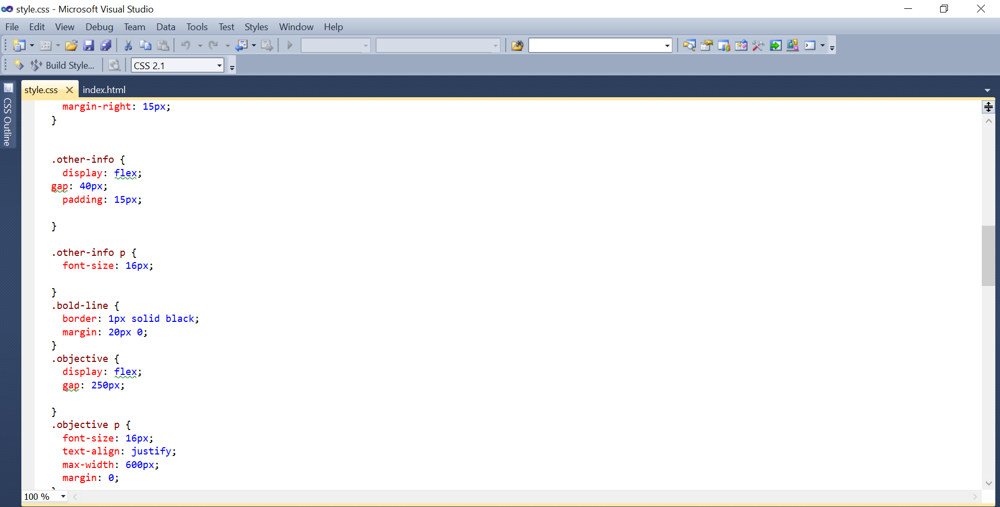 style.css - Microsoft Visual Studio
File Edit View Debug Team Data Tools Test Styles Window Help
Build Style... CSS 2.1
CSS Outline
style.css index.html
margin-right: 15px;
}
.other-info {
display: flex;
gap: 40px;
padding: 15px;
}
.other-info p {
font-size: 16px;
}
.bold-line {
border: 1px solid black;
margin: 20px 0;
}
.objective {
display: flex;
gap: 250px;
}
.objective p {
font-size: 16px;
text-align: justify;
max-width: 600px;
margin: 0;
}
100 %